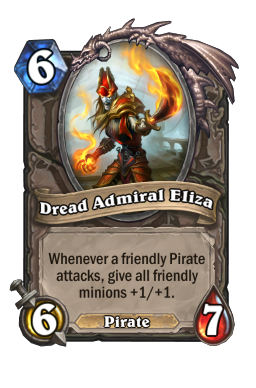 6
Dread Admiral Eliza
Whenever a friendly Pirate
attacks, give all friendly
minions +1/+1.
6
Pirate
7